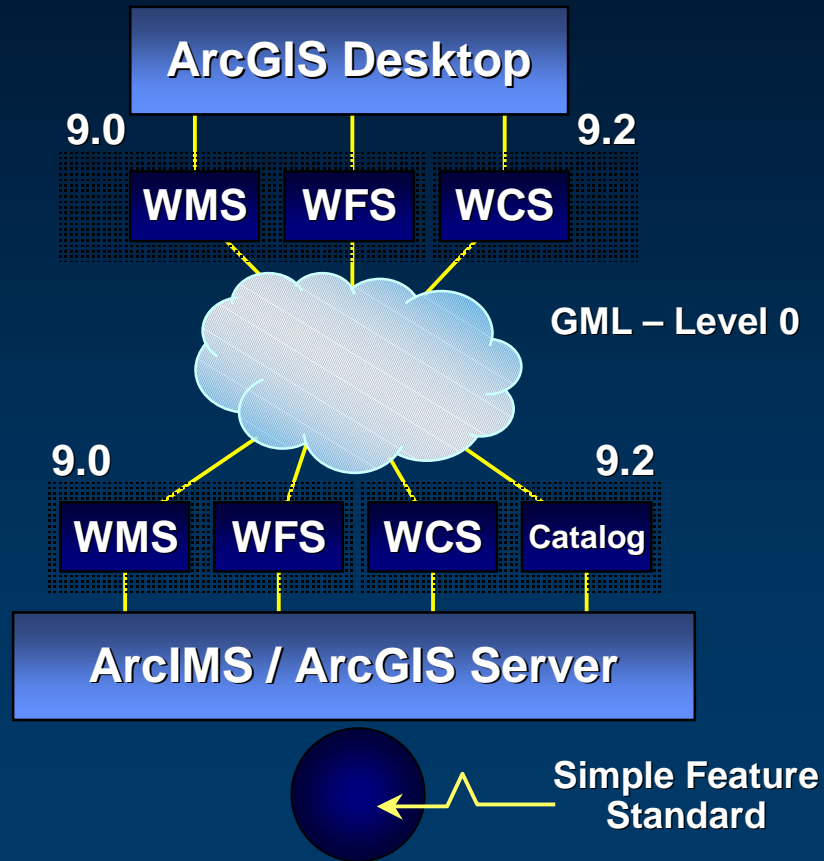 ArcGIS Desktop
9.0
9.2
WMS
WFS
WCS
GML – Level 0
9.0
9.2
WMS
WFS
WCS
Catalog
ArcIMS / ArcGIS Server
Simple Feature
Standard